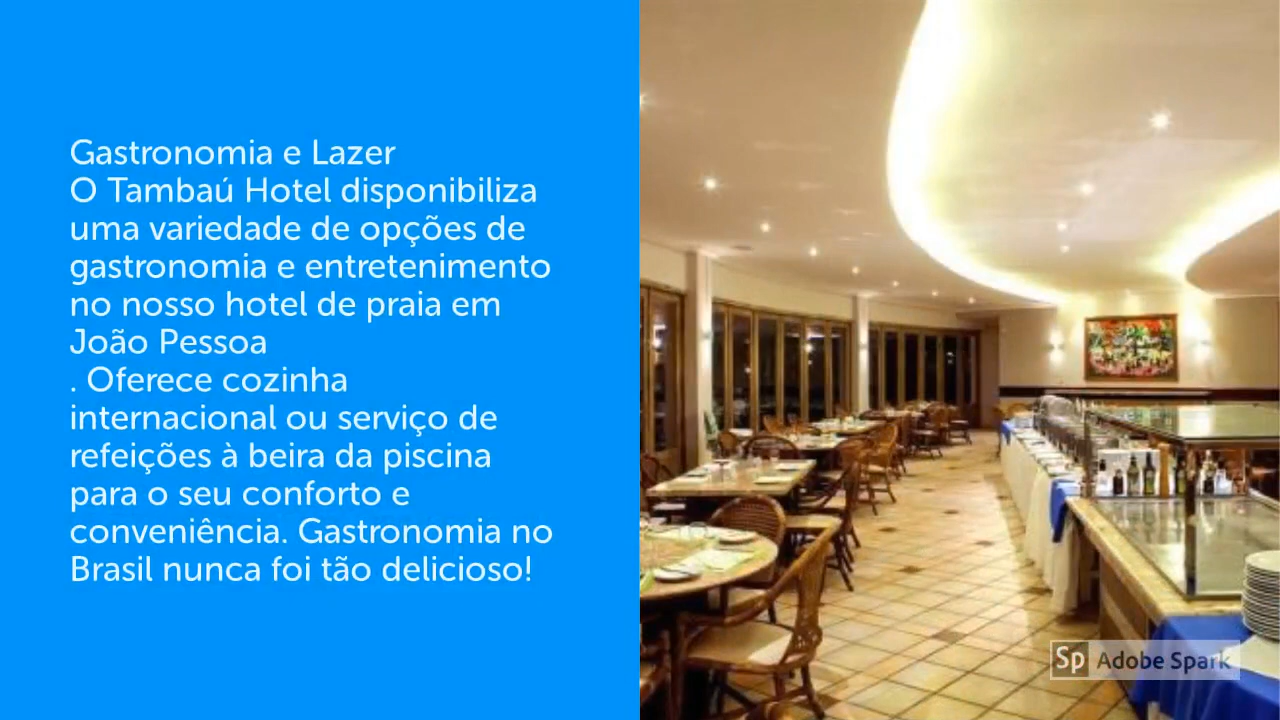 Gastronomia e Lazer
O Tambaú Hotel disponibiliza
uma variedade de opções de
gastronomia e entretenimento
no nosso hotel de praia em
João Pessoa
. Oferece cozinha
internacional ou serviço de
refeições à beira da piscina
para o seu conforto e
conveniência. Gastronomia no
Brasil nunca foi tão delicioso!
Sp Adobe Spark